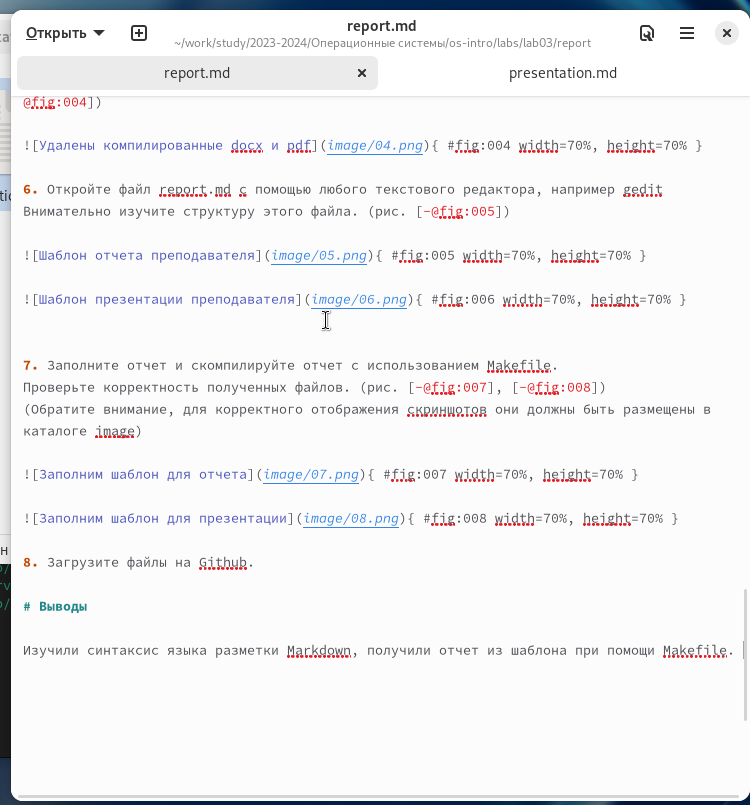 Открыть
report.md
~/work/study/2023-2024/Операционные системы/os-intro/labs/lab03/report
report.md
presentation.md
@fig:004])
![Удалены компилированные docx и pdf](image/04.png){ #fig:004 width=70%, height=70% }
6. Откройте файл report.md с помощью любого текстового редактора, например gedit
Внимательно изучите структуру этого файла. (рис. [-@fig:005])
![Шаблон отчета преподавателя](image/05.png){ #fig:005 width=70%, height=70% }
![Шаблон презентации преподавателя](image/06.png){ #fig:006 width=70%, height=70% }
7. Заполните отчет и скомпилируйте отчет с использованием Makefile.
Проверьте корректность полученных файлов. (рис. [-@fig:007], [-@fig:008])
(Обратите внимание, для корректного отображения скриншотов они должны быть размещены в
каталоге image)
![Заполним шаблон для отчета](image/07.png){ #fig:007 width=70%, height=70% }
![Заполним шаблон для презентации](image/08.png){ #fig:008 width=70%, height=70% }
8. Загрузите файлы на Github.
# Выводы
Изучили синтаксис языка разметки Markdown, получили отчет из шаблона при помощи Makefile.